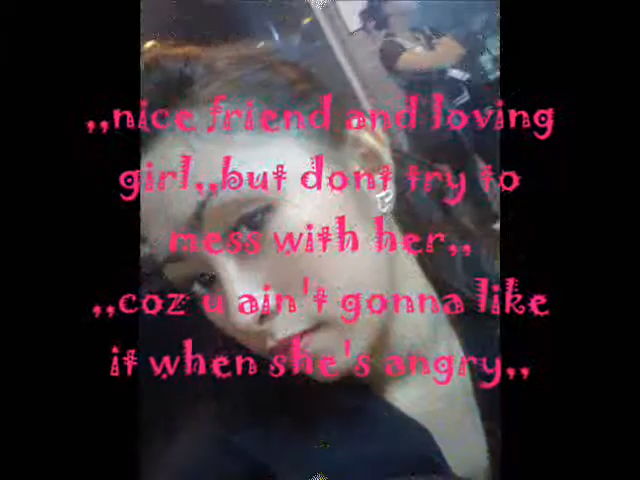 ,,nice friend and loving
girl,,but dont try to
mess with her,,
,,coz u ain't gonna like
it when she's angry,,